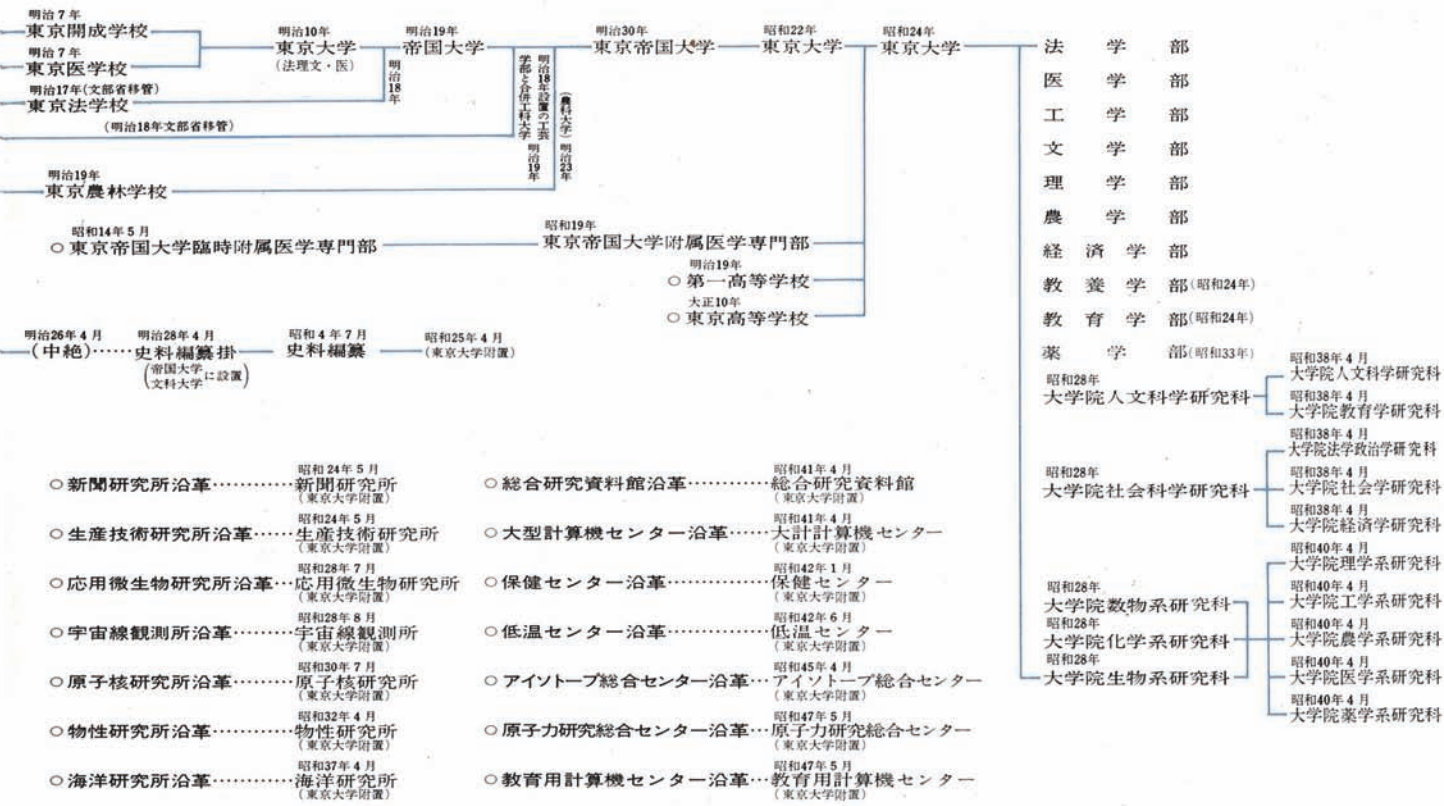 明治7年
東京開成学校
明治7年
東京医学校
明治17年(文部省移管)
東京法学校
(明治18年文部省移管)
明治19年
東京農林学校
明治10年
東京大学
(法理文・医)
明治18年
明治19年
帝国大学
明治18年設置の工芸
学部と合併工科大学
明治19年
(農科大学)明治23年
明治30年
東京帝国大学
昭和22年
東京大学
昭和24年
東京大学
昭和14年5月
○東京帝国大学臨時附属医学専門部
昭和19年
東京帝国大学附属医学専門部
明治19年
○第一高等学校
大正10年
○東京高等学校
明治26年4月
(中絶)……
明治28年4月
史料編纂掛
(帝国大学
文科大学に設置)
昭和4年7月
史料編纂
昭和25年4月
(東京大学附置)
法学部
医学部
工学部
文学部
理学部
農学部
経済学部
教養学部(昭和24年)
教育学部(昭和24年)
薬学部(昭和33年)
昭和28年
大学院人文科学研究科
昭和38年4月
大学院人文科学研究科
昭和38年4月
大学院教育学研究科
昭和28年
大学院社会科学研究科
昭和38年4月
大学院法学政治学研究科
昭和38年4月
大学院社会学研究科
昭和38年4月
大学院経済学研究科
昭和28年
大学院数物系研究科
昭和28年
大学院化学系研究科
昭和28年
大学院生物系研究科
昭和40年4月
大学院理学系研究科
昭和40年4月
大学院工学系研究科
昭和40年4月
大学院農学系研究科
昭和40年4月
大学院医学系研究科
昭和40年4月
大学院薬学系研究科
昭和24年5月
○新聞研究所沿革…………新聞研究所
(東京大学附置)
昭和24年5月
○生産技術研究所沿革……生産技術研究所
(東京大学附置)
昭和28年7月
○応用微生物研究所沿革…応用微生物研究所
(東京大学附置)
昭和28年8月
○宇宙線観測所沿革………宇宙線観測所
(東京大学附置)
昭和30年7月
○原子核研究所沿革………原子核研究所
(東京大学附置)
昭和32年4月
○物性研究所沿革…………物性研究所
(東京大学附置)
昭和37年4月
○海洋研究所沿革…………海洋研究所
(東京大学附置)
昭和41年4月
○総合研究資料館沿革…………総合研究資料館
(東京大学附置)
昭和41年4月
○大型計算機センター沿革……大計計算機センター
(東京大学附置)
昭和42年1月
○保健センター沿革……………保健センター
(東京大学附置)
昭和42年6月
○低温センター沿革……………低温センター
(東京大学附置)
昭和45年4月
○アイソトープ総合センター沿革…アイソトープ総合センター
(東京大学附置)
昭和47年5月
○原子力研究総合センター沿革…原子力研究総合センター
(東京大学附置)
昭和47年5月
○教育用計算機センター沿革…教育用計算機センター
(東京大学附置)